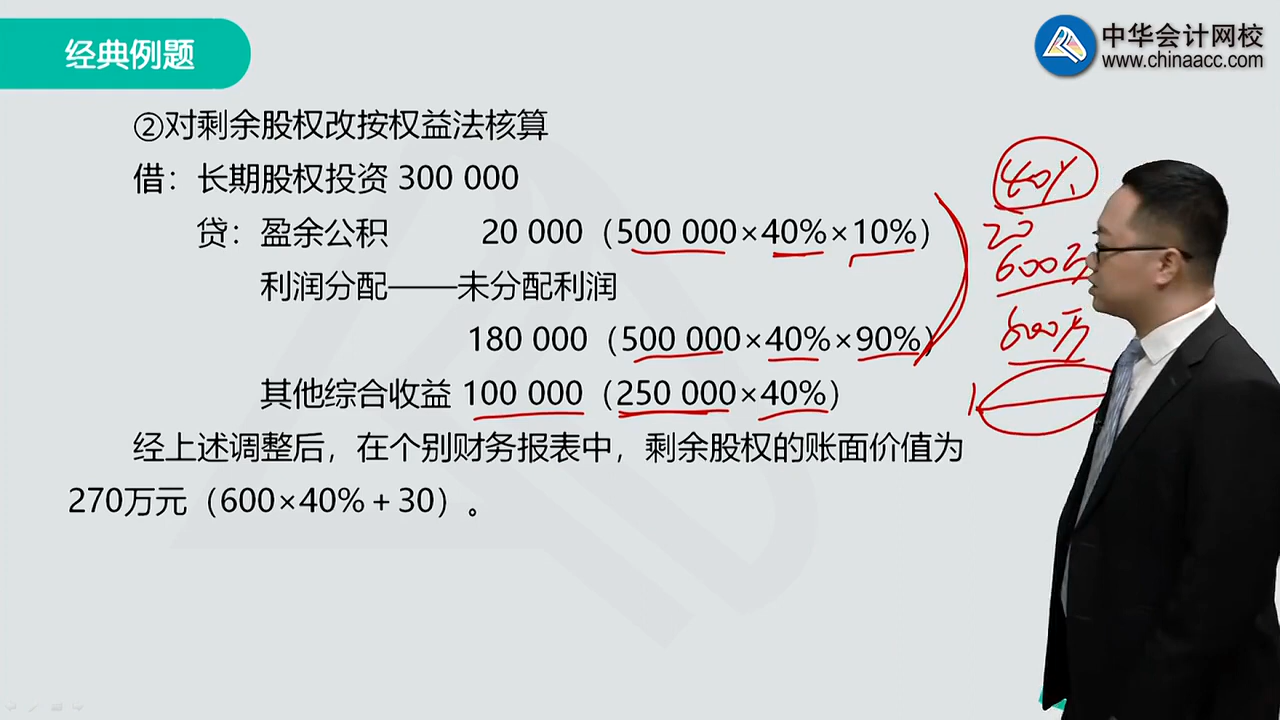 经典例题
中华会计网校
www.chinaacc.com
②对剩余股权改按权益法核算
借：长期股权投资 300 000
贷：盈余公积 20 000（500 000×40%×10%）
利润分配——未分配利润
180 000（500 000×40%×90%）
其他综合收益 100 000（250 000×40%）
经上述调整后，在个别财务报表中，剩余股权的账面价值为
270万元（600×40%＋30）。
40%
20
600万
600万